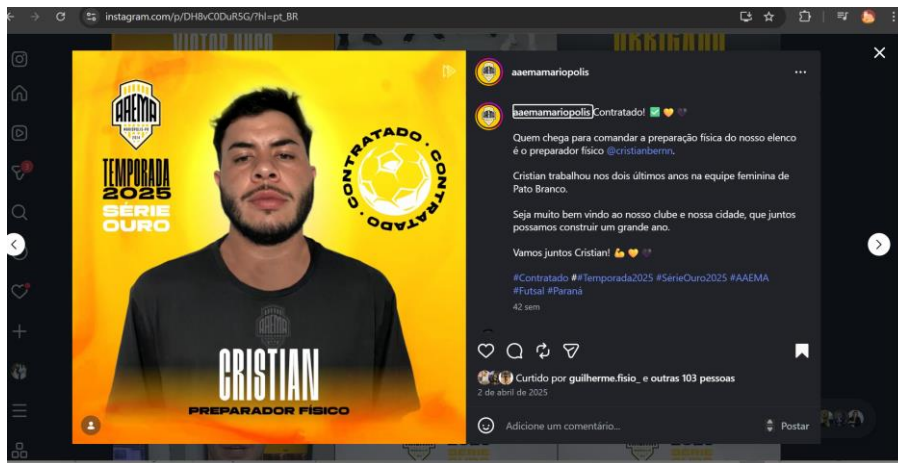 instagram.com/p/DH8vC0DuR5G/?hl=pt_BR
AAEMA
TEMPORADA
2025
SÉRIE
OURO
CONTRATADO · CONTRATADO ·
CRISTIAN
PREPARADOR FÍSICO
aaemamariopolis
aaemamariopolis Contratado! ✅ 💛 🖤
Quem chega para comandar a preparação física do nosso elenco
é o preparador físico @cristianbernn.
Cristian trabalhou nos dois últimos anos na equipe feminina de
Pato Branco.
Seja muito bem vindo ao nosso clube e nossa cidade, que juntos
possamos construir um grande ano.
Vamos juntos Cristian! 💪 💛 🖤
#Contratado ##Temporada2025 #SérieOuro2025 #AAEMA
#Futsal #Paraná
42 sem
Curtido por guilherme.fisio_ e outras 103 pessoas
2 de abril de 2025
Adicione um comentário...
Postar